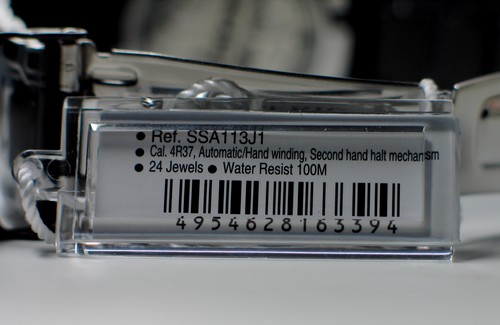 ● Ref. SSA113J1
● Cal. 4R37, Automatic/Hand winding, Second hand halt mechanism
● 24 Jewels ● Water Resist 100M
4954628163394